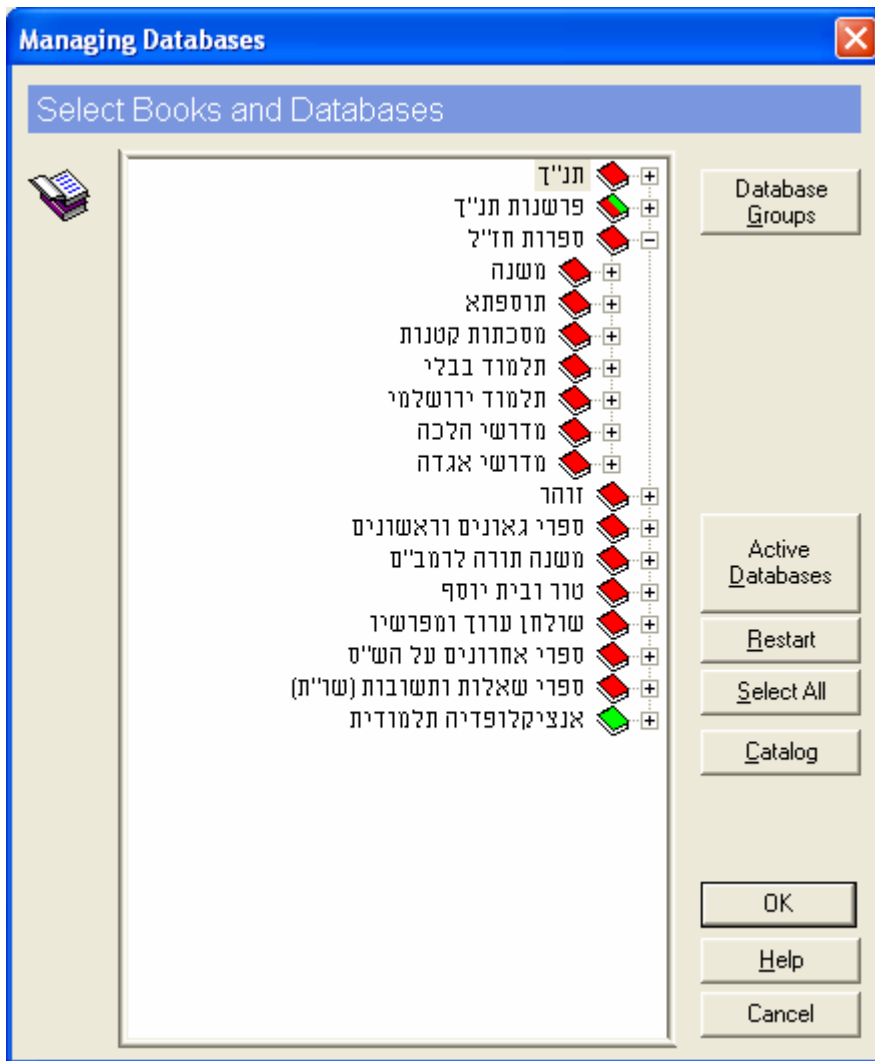 Managing Databases
Select Books and Databases
תנ"ך
פרשנות תנ"ך
ספרות חז"ל
משנה
תוספתא
מסכתות קטנות
תלמוד בבלי
תלמוד ירושלמי
מדרשי הלכה
מדרשי אגדה
זוהר
ספרי גאונים וראשונים
משנה תורה לרמב"ם
טור ובית יוסף
שולחן ערוך ומפרשיו
ספרי אחרונים על הש"ס
ספרי שאלות ותשובות (שו"ת)
אנציקלופדיה תלמודית
Database
Groups
Active
Databases
Restart
Select All
Catalog
OK
Help
Cancel